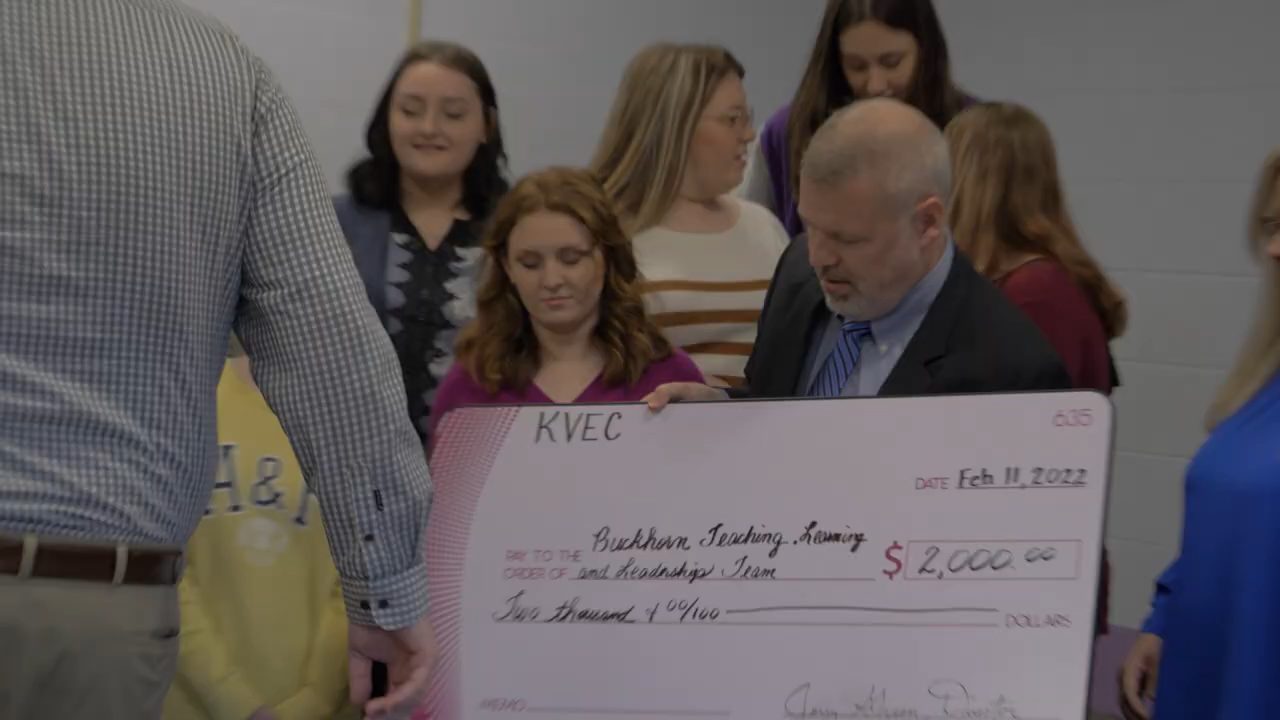 KVEC
635
DATE Feb 11, 2022
PAY TO THE ORDER OF Buckhorn Teaching, Learning
and Leadership Team
$ 2,000.00
Two thousand & 00/100 DOLLARS
MEMO
Director
A&